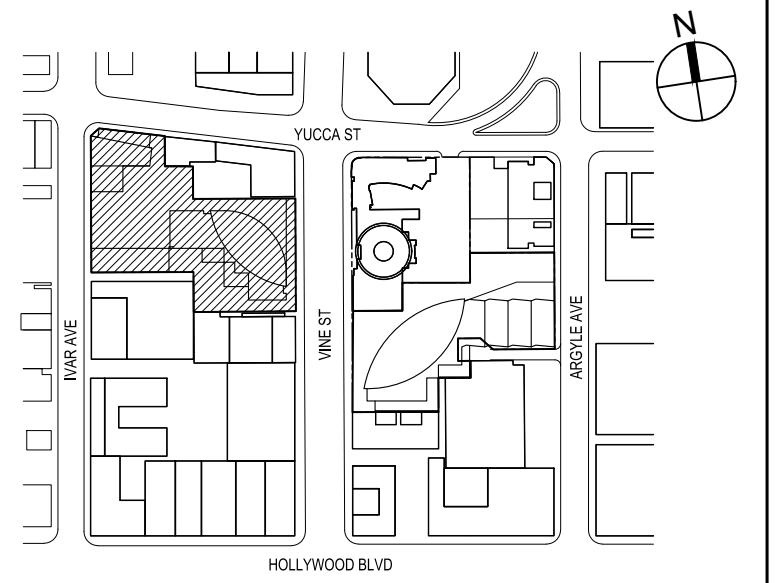 N
YUCCA ST
IVAR AVE
VINE ST
ARGYLE AVE
HOLLYWOOD BLVD